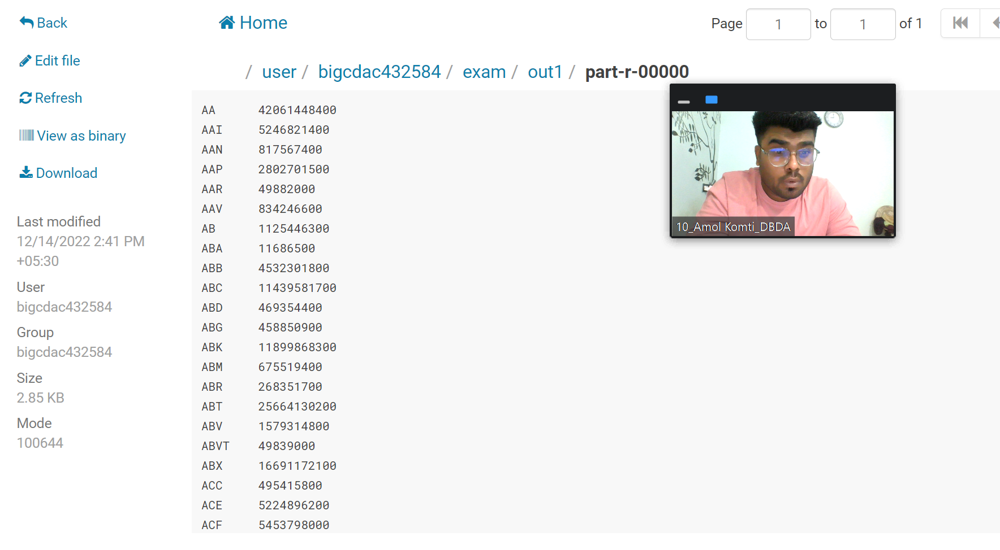 Back
Edit file
Refresh
View as binary
Download
Last modified
12/14/2022 2:41 PM
+05:30
User
bigcdac432584
Group
bigcdac432584
Size
2.85 KB
Mode
100644
Home
Page 1 to 1 of 1
/ user / bigcdac432584 / exam / out1 / part-r-00000
AA 42061448400
AAI 5246821400
AAN 817567400
AAP 2802701500
AAR 49882000
AAV 834246600
AB 1125446300
ABA 11686500
ABB 4532301800
ABC 11439581700
ABD 469354400
ABG 458850900
ABK 11899868300
ABM 675519400
ABR 268351700
ABT 25664130200
ABV 1579314800
ABVT 49839000
ABX 16691172100
ACC 495415800
ACE 5224896200
ACF 5453798000
10_Amol Komti_DBDA